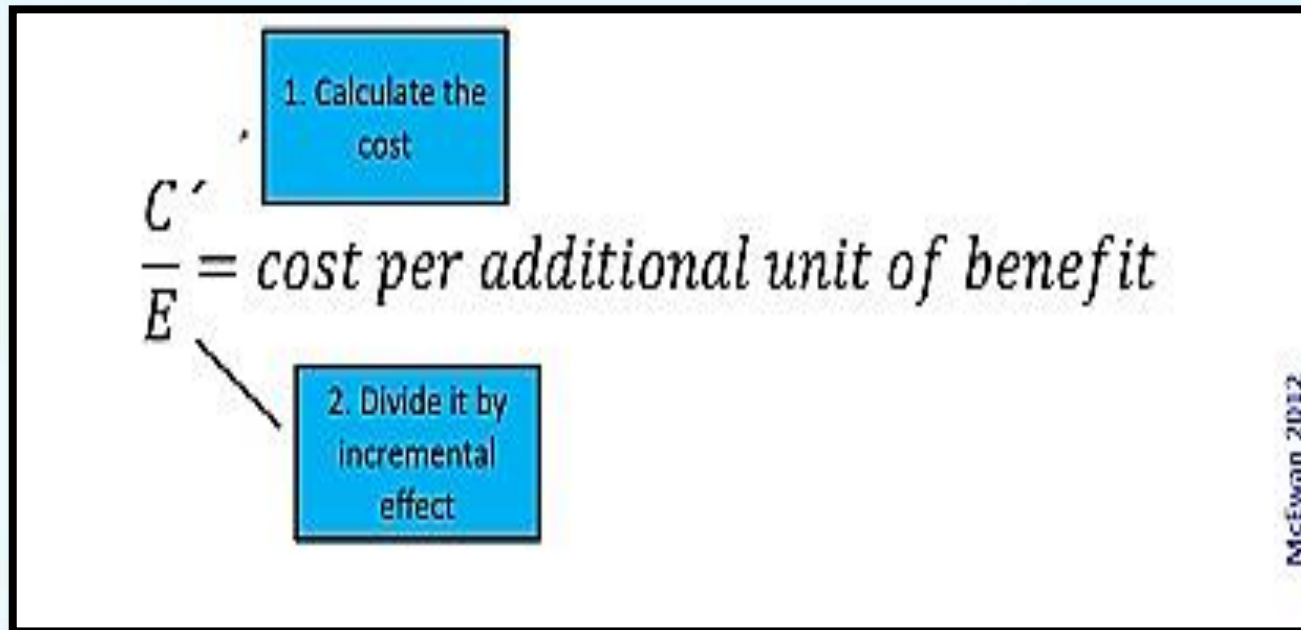 1. Calculate the
cost
C
— = cost per additional unit of benefit
E
2. Divide it by
incremental
effect
McEwan 2012